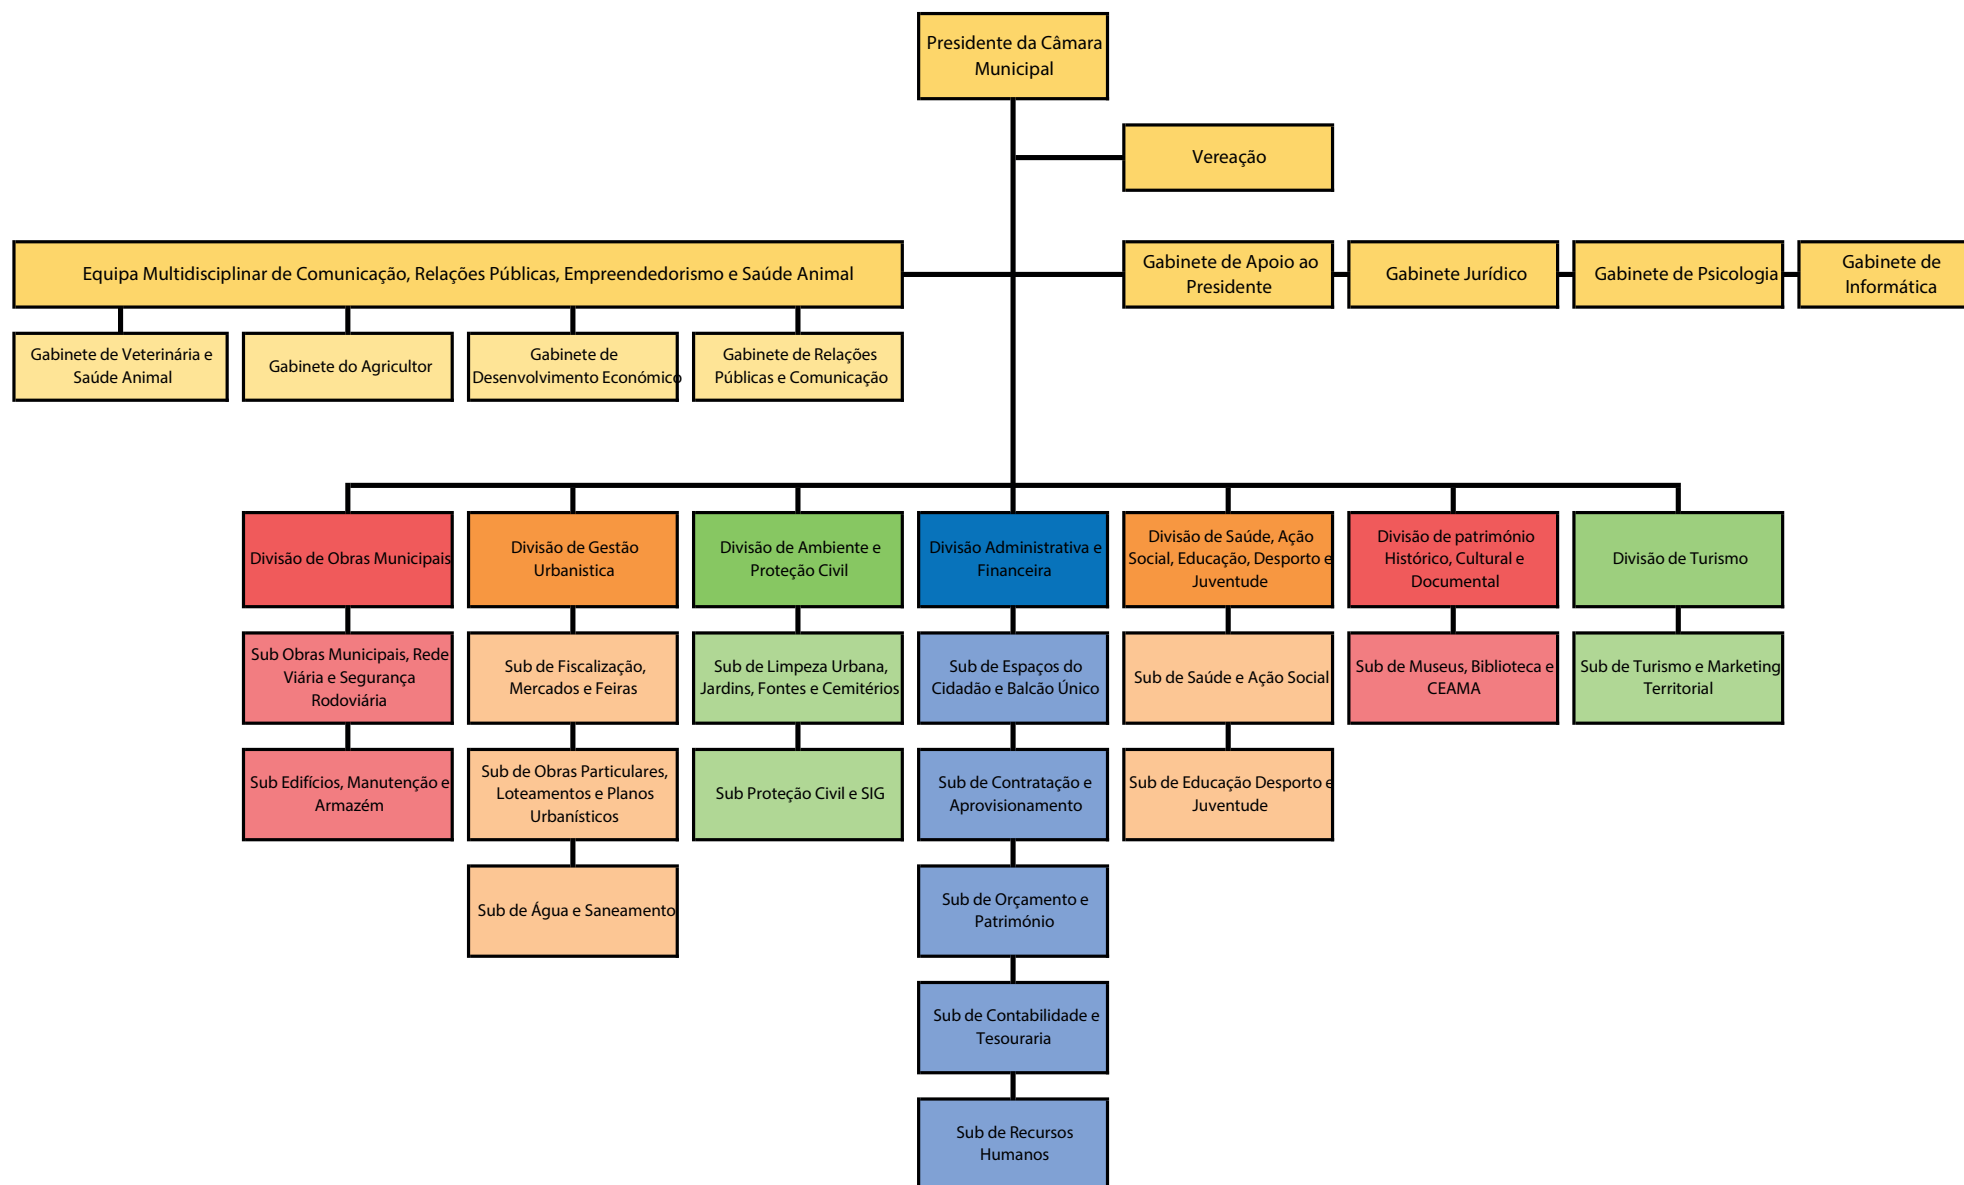 Presidente da Câmara
Municipal
Vereação
Equipa Multidisciplinar de Comunicação, Relações Públicas, Empreendedorismo e Saúde Animal
Gabinete de Apoio ao
Presidente
Gabinete Jurídico
Gabinete de Psicologia
Gabinete de
Informática
Gabinete de Veterinária e
Saúde Animal
Gabinete do Agricultor
Gabinete de
Desenvolvimento Económico
Gabinete de Relações
Públicas e Comunicação
Divisão de Obras Municipais
Divisão de Gestão
Urbanistica
Divisão de Ambiente e
Proteção Civil
Divisão Administrativa e
Financeira
Divisão de Saúde, Ação
Social, Educação, Desporto e
Juventude
Divisão de património
Histórico, Cultural e
Documental
Divisão de Turismo
Sub Obras Municipais, Rede
Viária e Segurança
Rodoviária
Sub de Fiscalização,
Mercados e Feiras
Sub de Limpeza Urbana,
Jardins, Fontes e Cemitérios
Sub de Espaços do
Cidadão e Balcão Único
Sub de Saúde e Ação Social
Sub de Museus, Biblioteca e
CEAMA
Sub de Turismo e Marketing
Territorial
Sub Edifícios, Manutenção e
Armazém
Sub de Obras Particulares,
Loteamentos e Planos
Urbanísticos
Sub Proteção Civil e SIG
Sub de Contratação e
Aprovisionamento
Sub de Educação Desporto e
Juventude
Sub de Água e Saneamento
Sub de Orçamento e
Património
Sub de Contabilidade e
Tesouraria
Sub de Recursos
Humanos